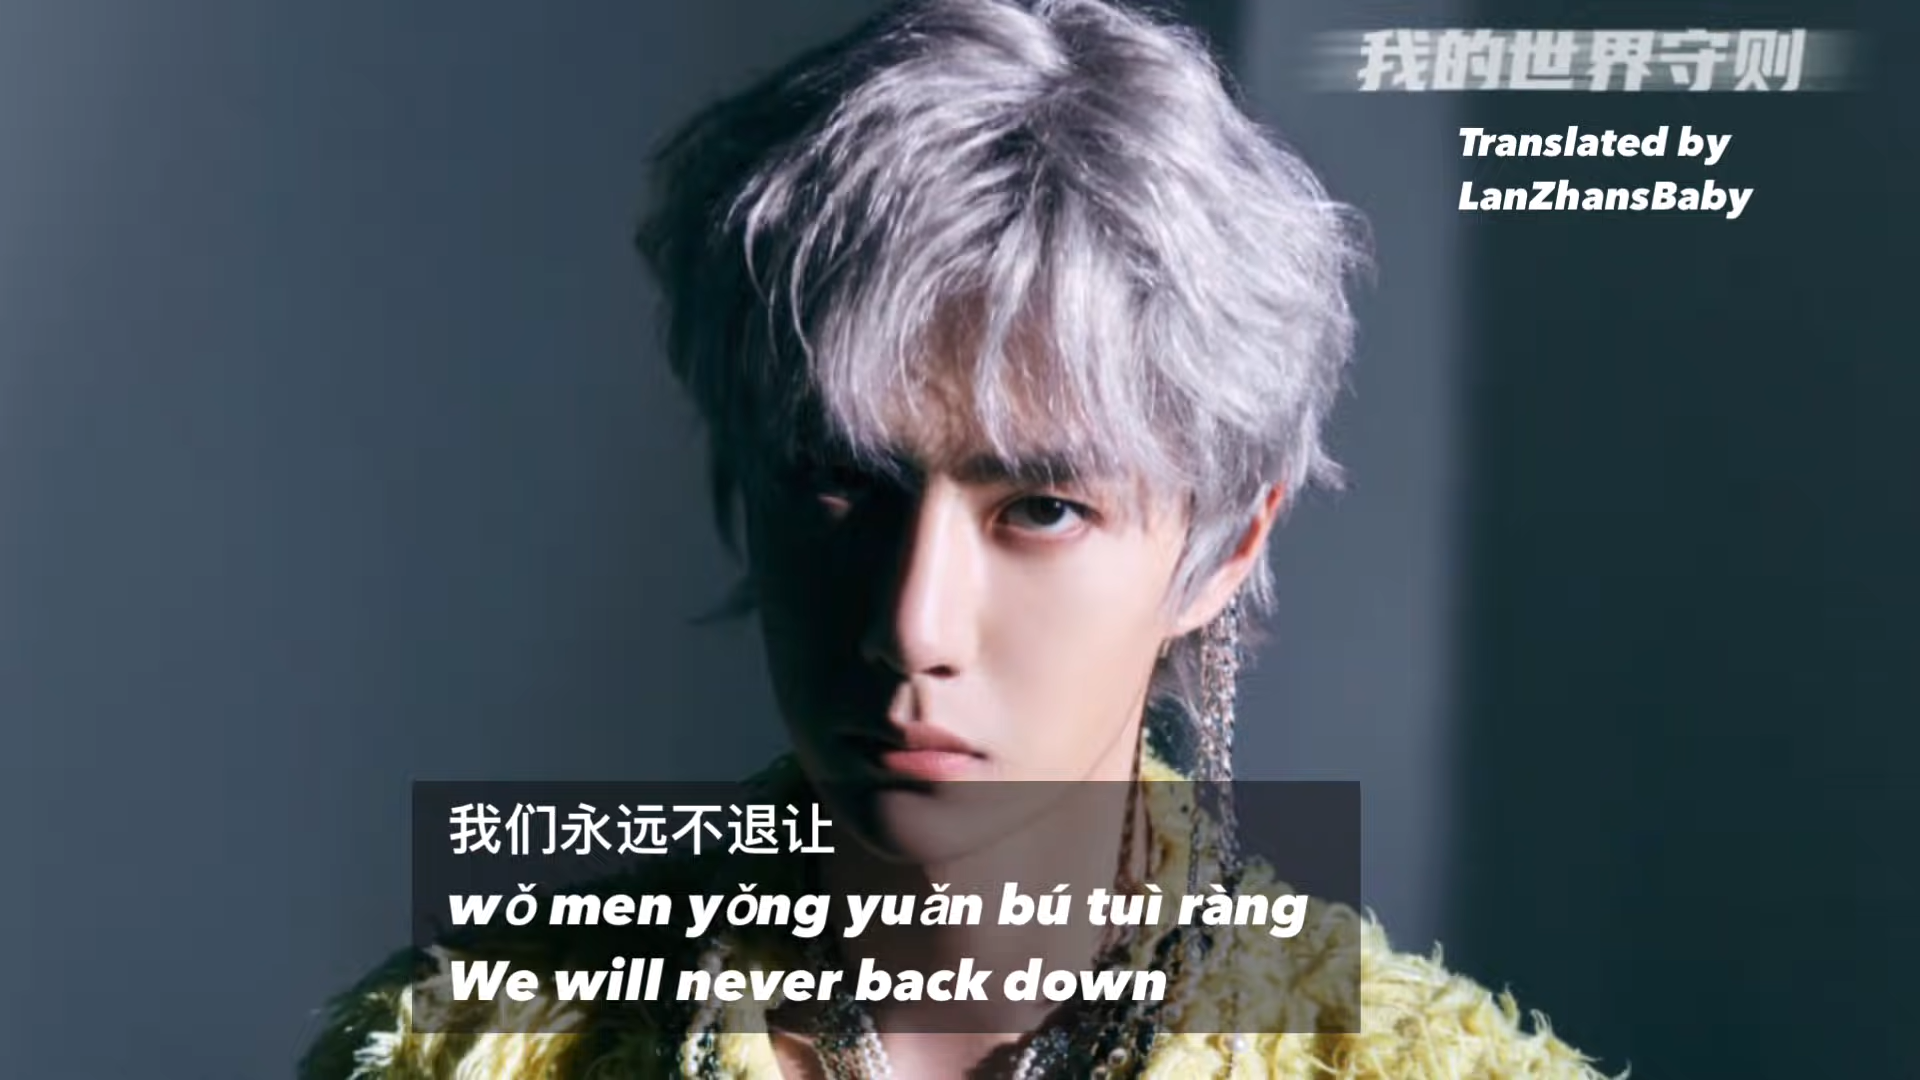 我的世界守则
Translated by
LanZhansBaby
我们永远不退让
wǒ men yǒng yuǎn bú tuì ràng
We will never back down